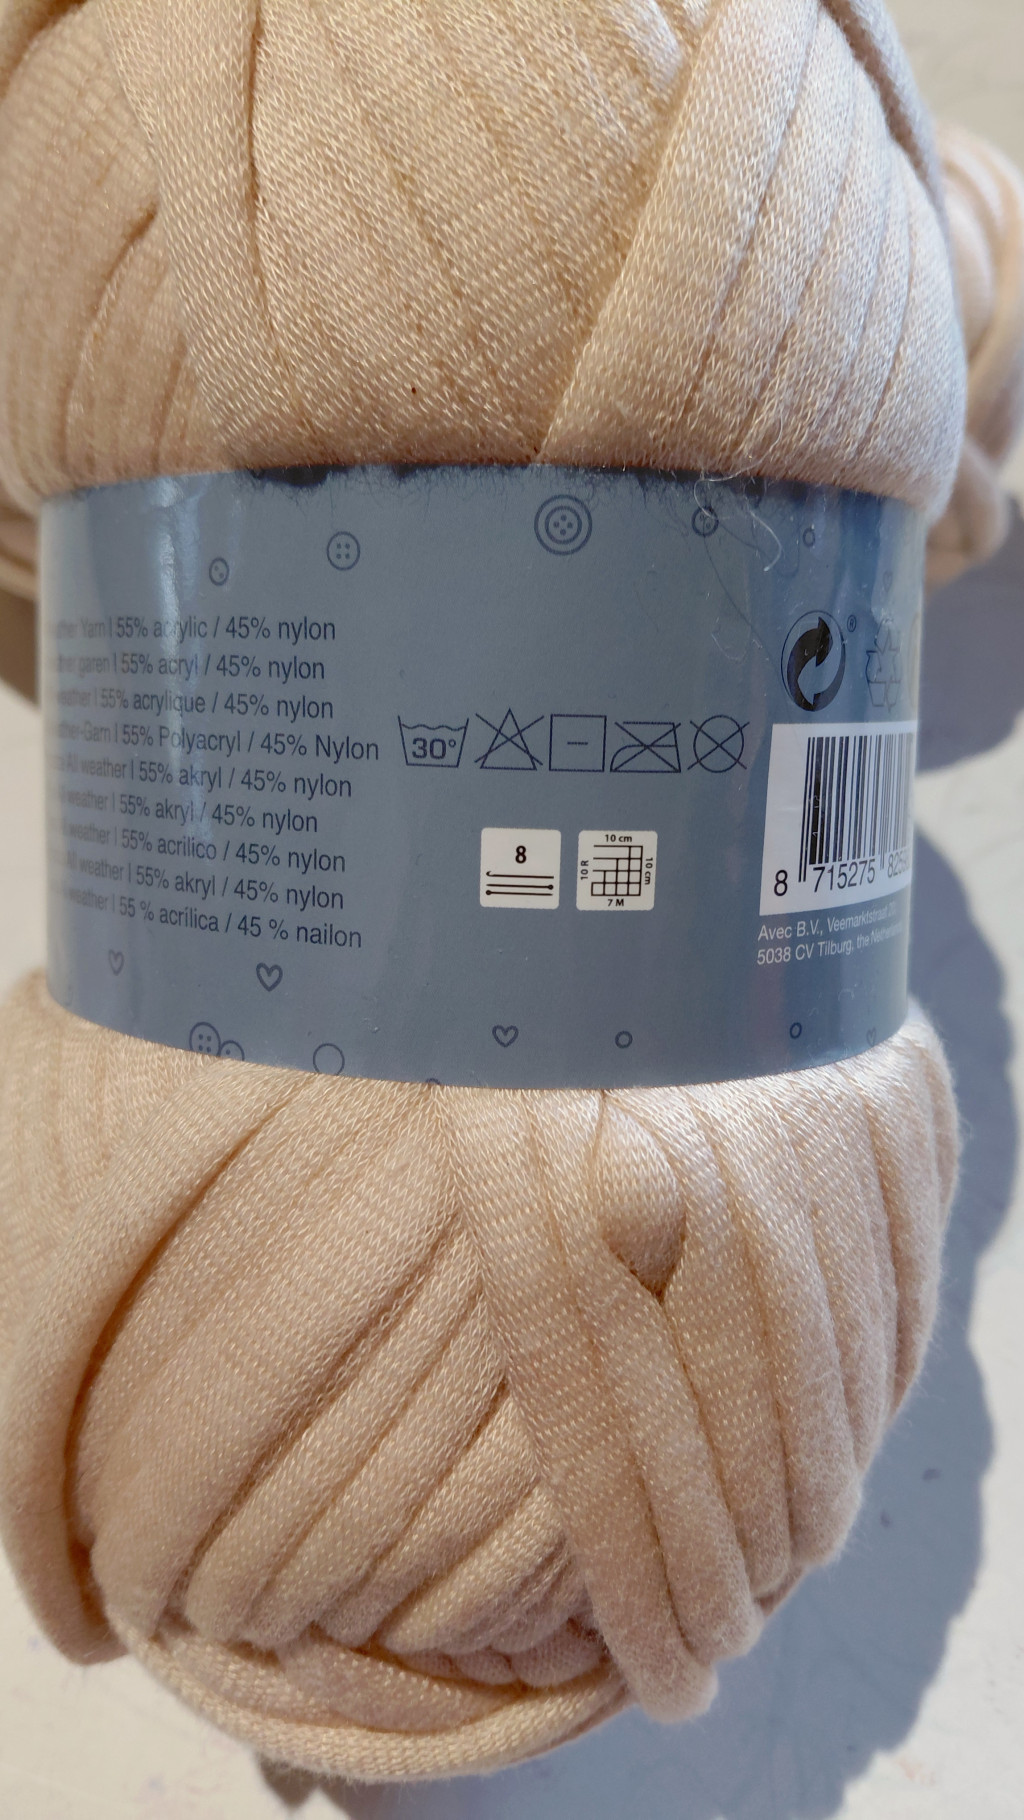 Yarn | 55% acrylic / 45% nylon
garen | 55% acryl / 45% nylon
weather | 55% acrylique / 45% nylon
-Garn | 55% Polyacryl / 45% Nylon
All weather | 55% akryl / 45% nylon
weather | 55% akryl / 45% nylon
weather | 55% acrilico / 45% nylon
All weather | 55% akryl / 45% nylon
weather | 55 % acrílica / 45 % nailon
30°
8
10 cm
10 R
10 cm
7 M
®
8 715275
Avec B.V., Veemarktstraat
5038 CV Tilburg, the